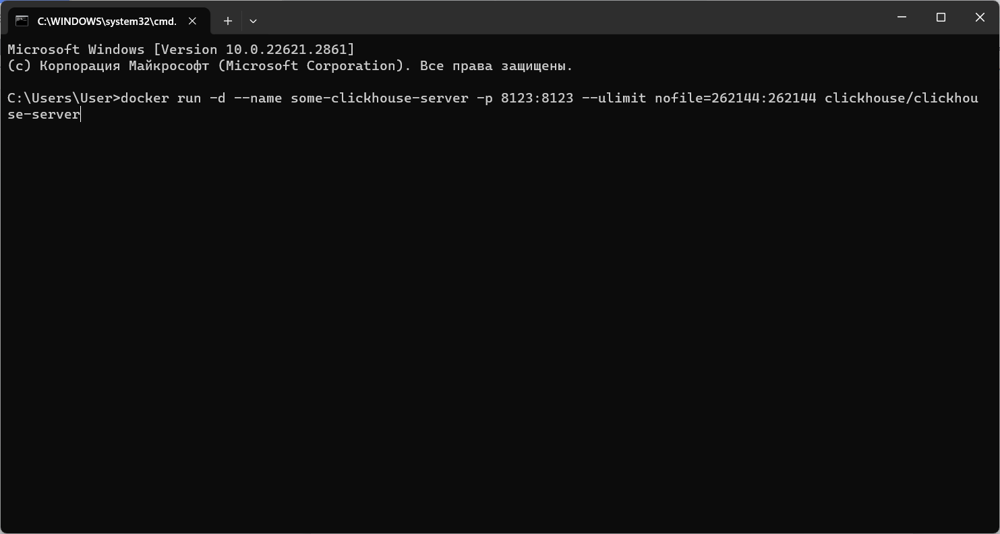 C:\WINDOWS\system32\cmd.
Microsoft Windows [Version 10.0.22621.2861]
(c) Корпорация Майкрософт (Microsoft Corporation). Все права защищены.
C:\Users\User>docker run -d --name some-clickhouse-server -p 8123:8123 --ulimit nofile=262144:262144 clickhouse/clickhou
se-server